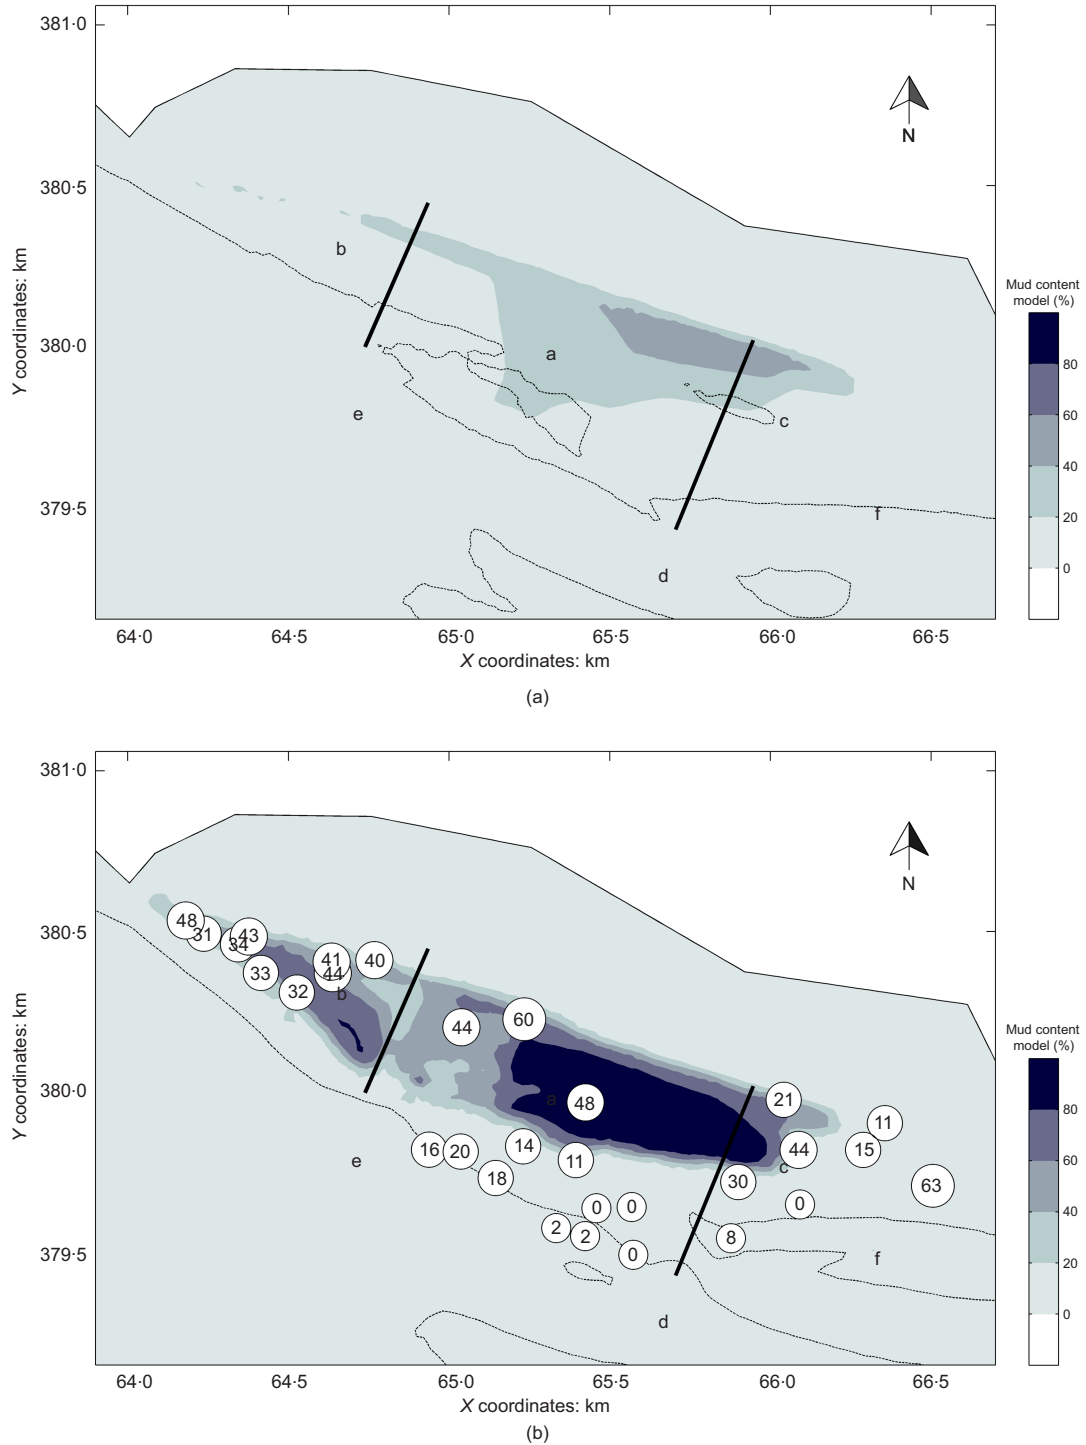 381·0
380·5
380·0
379·5
Y coordinates: km
64·0 64·5 65·0 65·5 66·0 66·5
X coordinates: km
N
b
a
e
c
f
d
Mud content
model (%)
80
60
40
20
0
(a)
381·0
380·5
380·0
379·5
Y coordinates: km
64·0 64·5 65·0 65·5 66·0 66·5
X coordinates: km
N
48
31
34
43
33
32
41
44
40
b
44
60
a
48
21
11
16
20
14
11
44
15
e
18
30
c
63
0
0
0
2
2
8
0
f
d
Mud content
model (%)
80
60
40
20
0
(b)